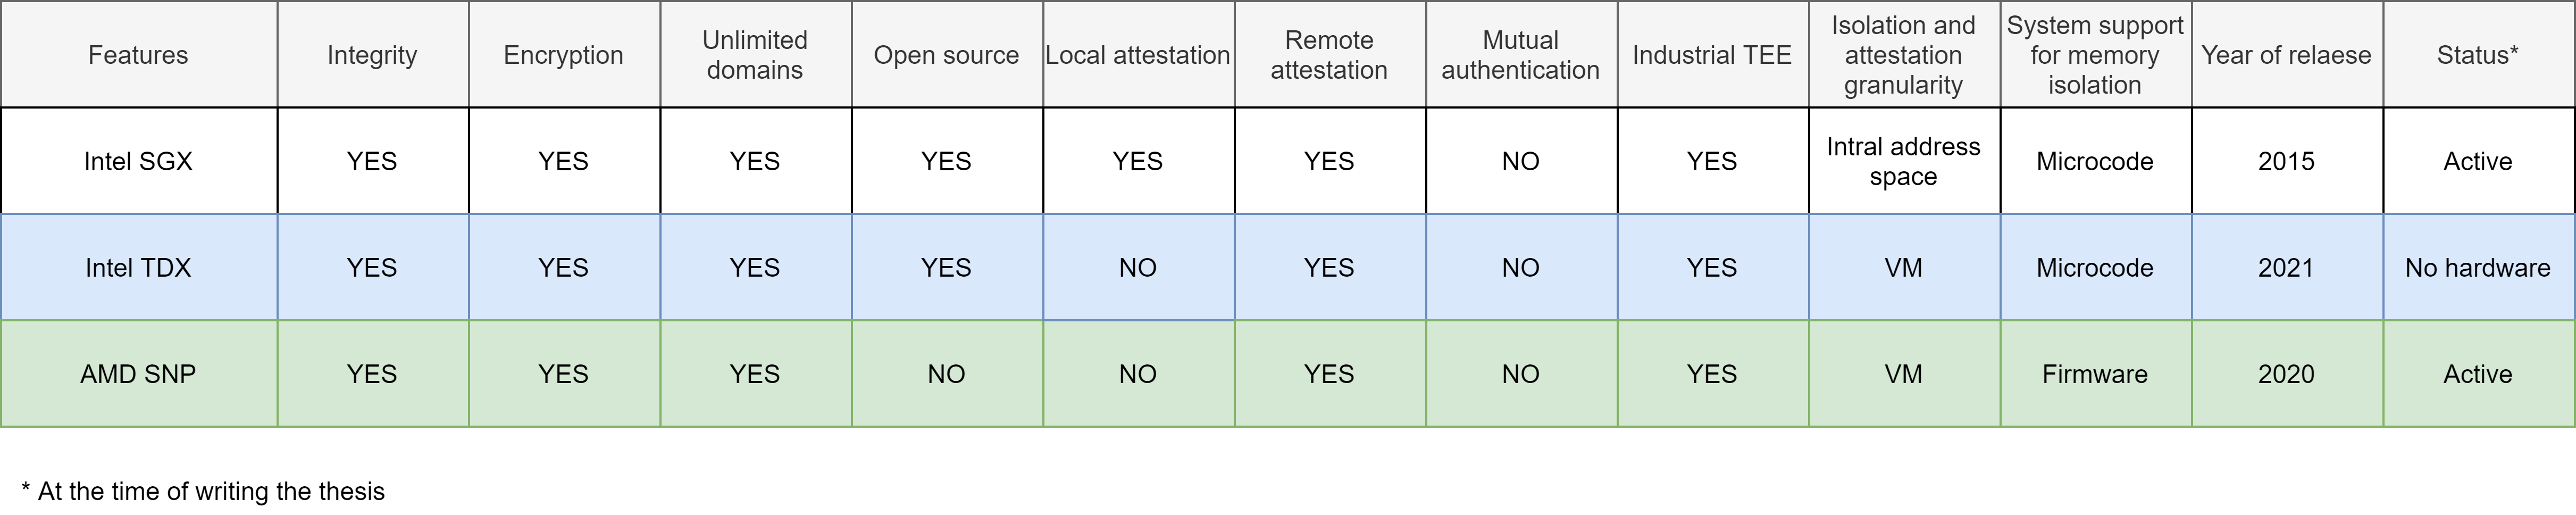 Features
Integrity
Encryption
Unlimited
domains
Open source
Local attestation
Remote
attestation
Mutual
authentication
Industrial TEE
Isolation and
attestation
granularity
System support
for memory
isolation
Year of relaese
Status*
Intel SGX
YES
YES
YES
YES
YES
YES
NO
YES
Intral address
space
Microcode
2015
Active
Intel TDX
YES
YES
YES
YES
NO
YES
NO
YES
VM
Microcode
2021
No hardware
AMD SNP
YES
YES
YES
NO
NO
YES
NO
YES
VM
Firmware
2020
Active
* At the time of writing the thesis